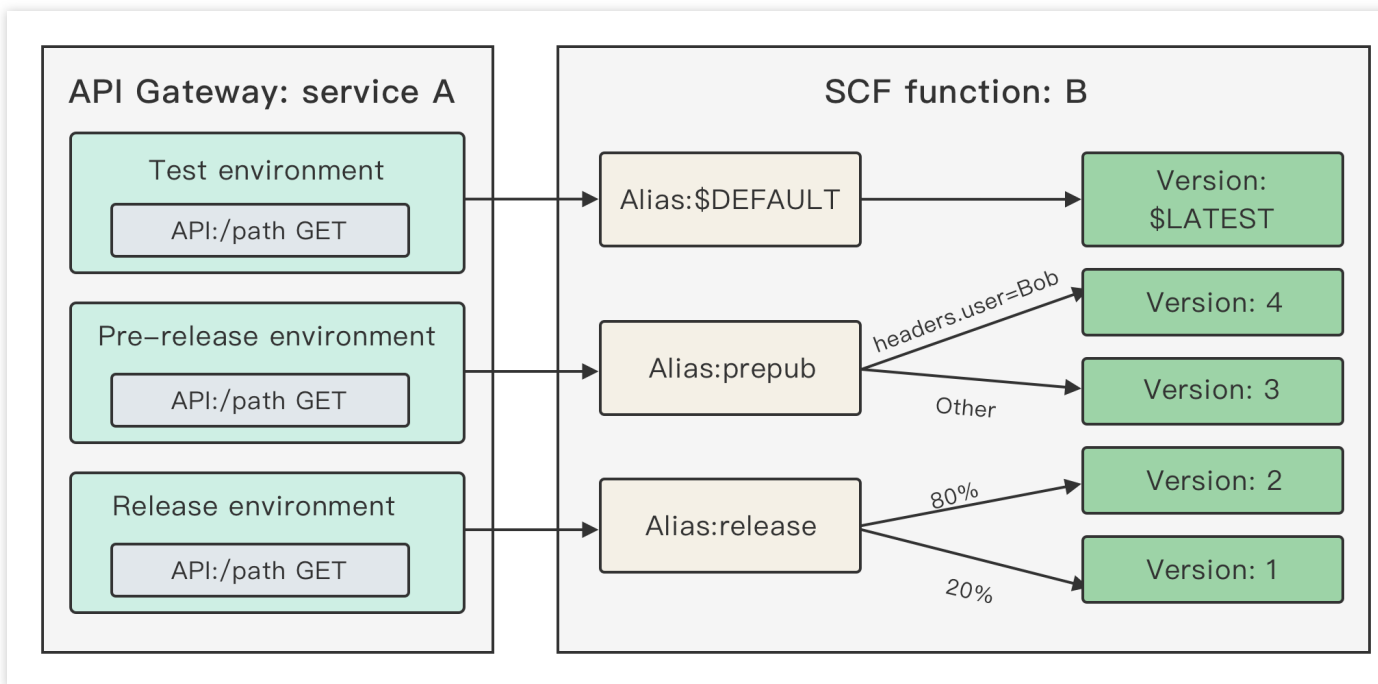 API Gateway: service A
Test environment
API:/path GET
Pre-release environment
API:/path GET
Release environment
API:/path GET
SCF function: B
Alias:$DEFAULT
Version:
$LATEST
Alias:prepub
headers.user=Bob
Version: 4
Other
Version: 3
Alias:release
80%
Version: 2
20%
Version: 1